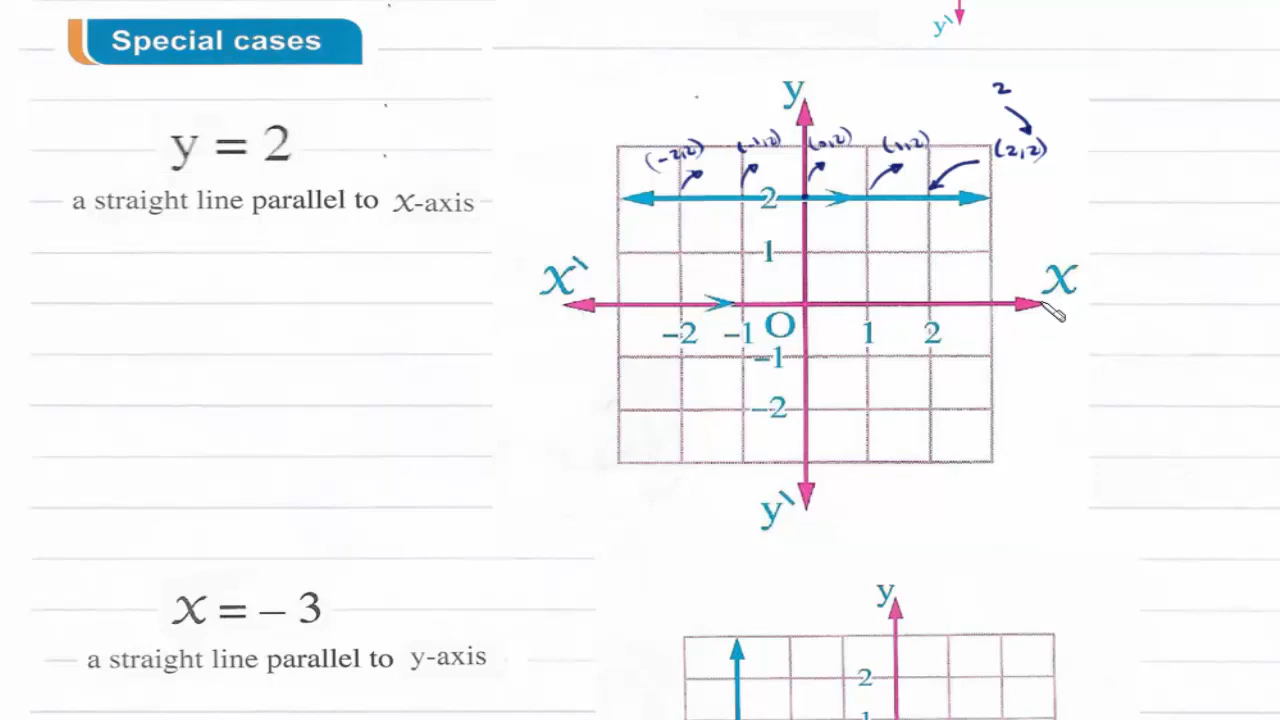 Special cases
y = 2
a straight line parallel to x-axis
y`
y
2
(-2,2) (-1,2) (0,2) (1,2) (2,2)
2
1
x` x
-2 -1 O 1 2
-1
-2
y`
x = – 3
a straight line parallel to y-axis
y
2
1